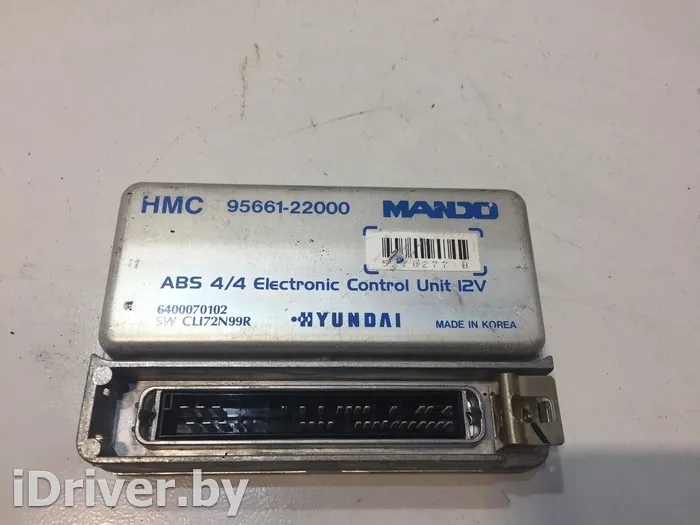 HMC 95661-22000 MANDO
ABS 4/4 Electronic Control Unit 12V
6400070102
SW CL172N99R
HYUNDAI
MADE IN KOREA
iDriver.by